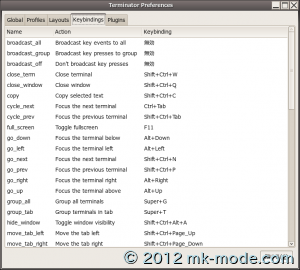 Terminator Preferences
Global Profiles Layouts Keybindings Plugins
Name Action Keybinding
broadcast_all Broadcast key events to all 無効
broadcast_group Broadcast key presses to group 無効
broadcast_off Don't broadcast key presses 無効
close_term Close terminal Shift+Ctrl+W
close_window Close window Shift+Ctrl+Q
copy Copy selected text Shift+Ctrl+C
cycle_next Focus the next terminal Ctrl+Tab
cycle_prev Focus the previous terminal Shift+Ctrl+Tab
full_screen Toggle fullscreen F11
go_down Focus the terminal below Alt+Down
go_left Focus the terminal left Alt+Left
go_next Focus the next terminal Shift+Ctrl+N
go_prev Focus the previous terminal Shift+Ctrl+P
go_right Focus the terminal right Alt+Right
go_up Focus the terminal above Alt+Up
group_all Group all terminals Super+G
group_tab Group terminals in tab Super+T
hide_window Toggle window visibility Shift+Ctrl+Alt+A
move_tab_left Move the tab left Shift+Ctrl+Page_Up
move_tab_right Move the tab right Shift+Ctrl+Page_Down
© 2012 mk-mode.com